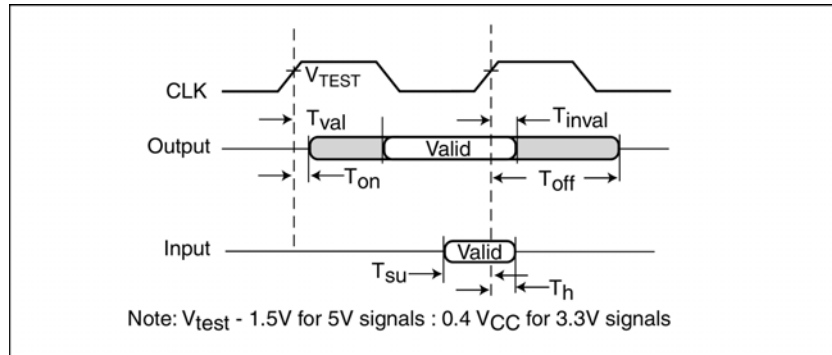 CLK
VTEST
Tval
Tinval
Output
Valid
Ton
Toff
Input
Valid
Tsu
Th
Note: Vtest - 1.5V for 5V signals : 0.4 VCC for 3.3V signals